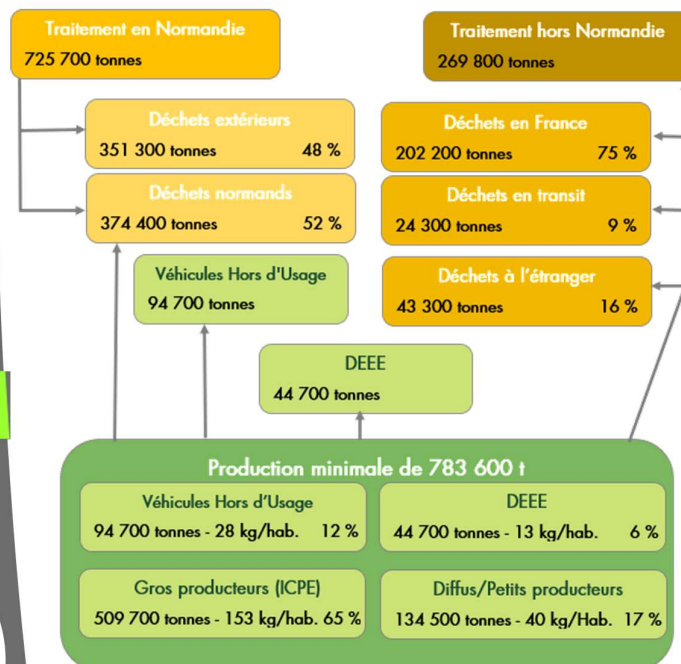 Traitement en Normandie
725 700 tonnes
Traitement hors Normandie
269 800 tonnes
Déchets extérieurs
351 300 tonnes 48 %
Déchets en France
202 200 tonnes 75 %
Déchets normands
374 400 tonnes 52 %
Déchets en transit
24 300 tonnes 9 %
Véhicules Hors d'Usage
94 700 tonnes
Déchets à l'étranger
43 300 tonnes 16 %
DEEE
44 700 tonnes
Production minimale de 783 600 t
Véhicules Hors d'Usage
94 700 tonnes - 28 kg/hab. 12 %
DEEE
44 700 tonnes - 13 kg/hab. 6 %
Gros producteurs (ICPE)
509 700 tonnes - 153 kg/hab. 65 %
Diffus/Petits producteurs
134 500 tonnes - 40 kg/Hab. 17 %